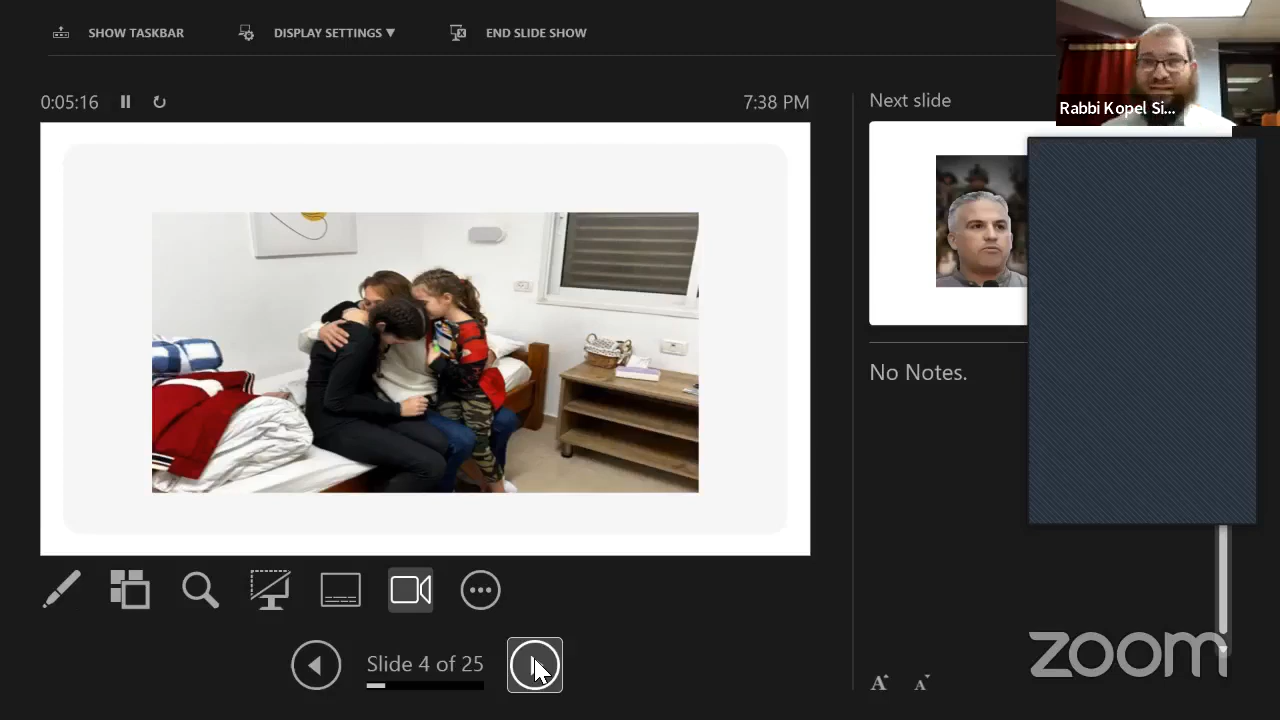 SHOW TASKBAR
DISPLAY SETTINGS ▼
END SLIDE SHOW
0:05:16
7:38 PM
Next slide
Rabbi Kopel Si...
No Notes.
Slide 4 of 25
A A
zoom